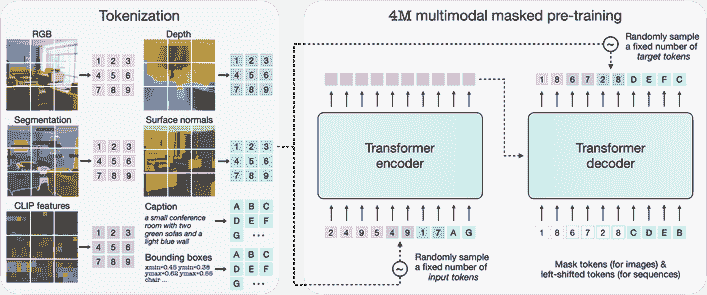 Tokenization
RGB
1 2 3
4 5 6
7 8 9
Depth
1 2 3
4 5 6
7 8 9
Segmentation
1 2 3
4 5 6
7 8 9
Surface normals
1 2 3
4 5 6
7 8 9
CLIP features
1 2 3
4 5 6
7 8 9
Caption
a small conference
room with two
green sofas and a
light blue wall
A B C
D E F
G ...
Bounding boxes
xmin=0.45 ymin=0.38
xmax=0.62 ymax=0.66
chair ...
A B C
D E F
G ...
4M multimodal masked pre-training
Randomly sample
a fixed number of
target tokens
~
1 8 6 7 2 8 D E F C
Transformer
encoder
Transformer
decoder
2 4 9 5 4 9 1 7 A G
1 8 6 7 2 8 C D E B
~
Randomly sample
a fixed number of
input tokens
Mask tokens (for images) &
left-shifted tokens (for sequences)